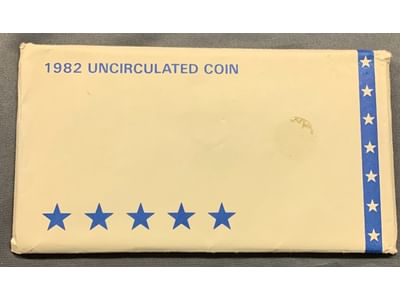 1982 UNCIRCULATED COIN